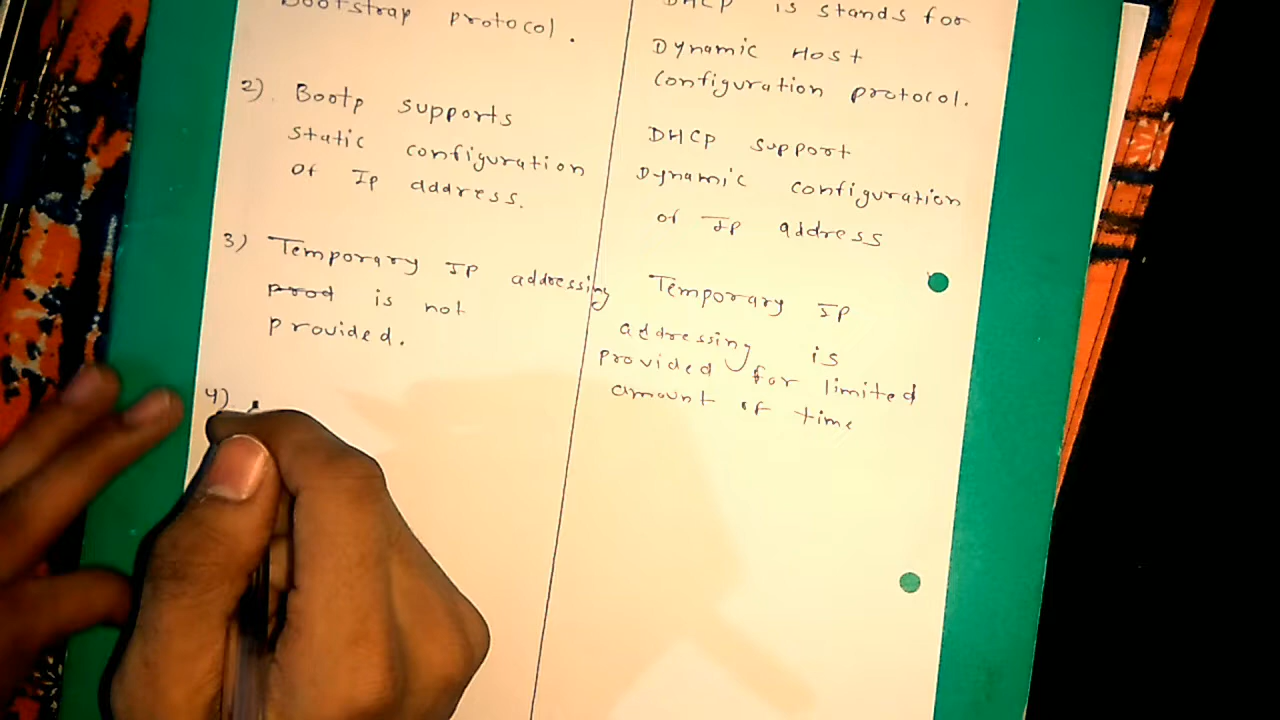 Bootstrap protocol.
2) Bootp supports
static configuration
of Ip address.
3) Temporary IP addressing
prod is not
provided.
4)
DHCP is stands for
Dynamic Host
configuration protocol.
DHCP support
Dynamic configuration
of IP address
Temporary IP
addressing is
provided for limited
amount of time